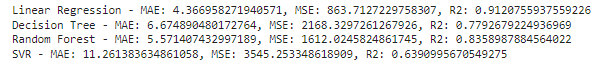 Linear Regression - MAE: 4.366958271940571, MSE: 863.7127229758307, R2: 0.9120755937559226
Decision Tree - MAE: 6.674890480172764, MSE: 2168.3297261267926, R2: 0.7792679224936969
Random Forest - MAE: 5.571407432997189, MSE: 1612.0245824861745, R2: 0.8358987884564022
SVR - MAE: 11.261383634861058, MSE: 3545.253348618909, R2: 0.6390995670549275